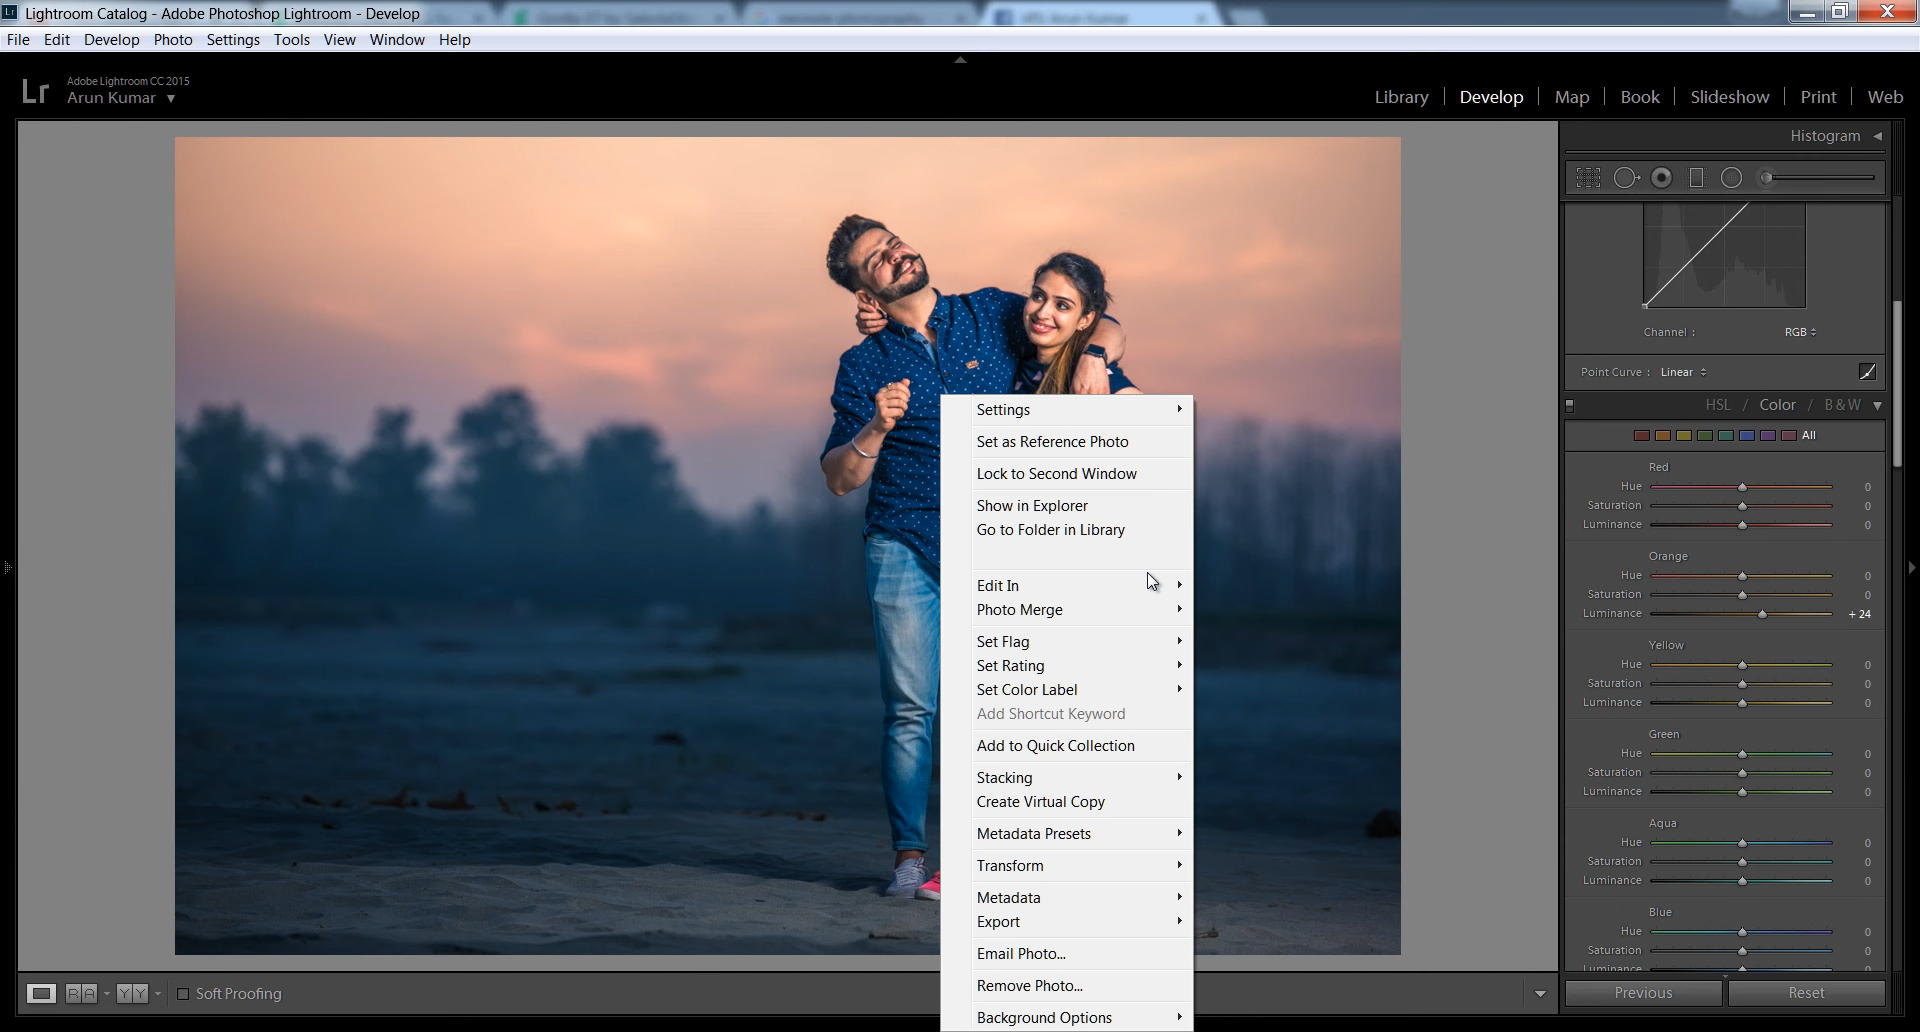 Lightroom Catalog - Adobe Photoshop Lightroom - Develop
File Edit Develop Photo Settings Tools View Window Help
Lr
Adobe Lightroom CC 2015
Arun Kumar
Library | Develop | Map | Book | Slideshow | Print | Web
Histogram
Channel : RGB
Point Curve : Linear
HSL / Color / B & W
All
Red
Hue 0
Saturation 0
Luminance 0
Orange
Hue 0
Saturation 0
Luminance + 24
Yellow
Hue 0
Saturation 0
Luminance 0
Green
Hue 0
Saturation 0
Luminance 0
Aqua
Hue 0
Saturation 0
Luminance 0
Blue
Hue 0
Saturation 0
Luminance
Previous Reset
Settings
Set as Reference Photo
Lock to Second Window
Show in Explorer
Go to Folder in Library
Edit In
Photo Merge
Set Flag
Set Rating
Set Color Label
Add Shortcut Keyword
Add to Quick Collection
Stacking
Create Virtual Copy
Metadata Presets
Transform
Metadata
Export
Email Photo...
Remove Photo...
Background Options
R A Y Y Soft Proofing